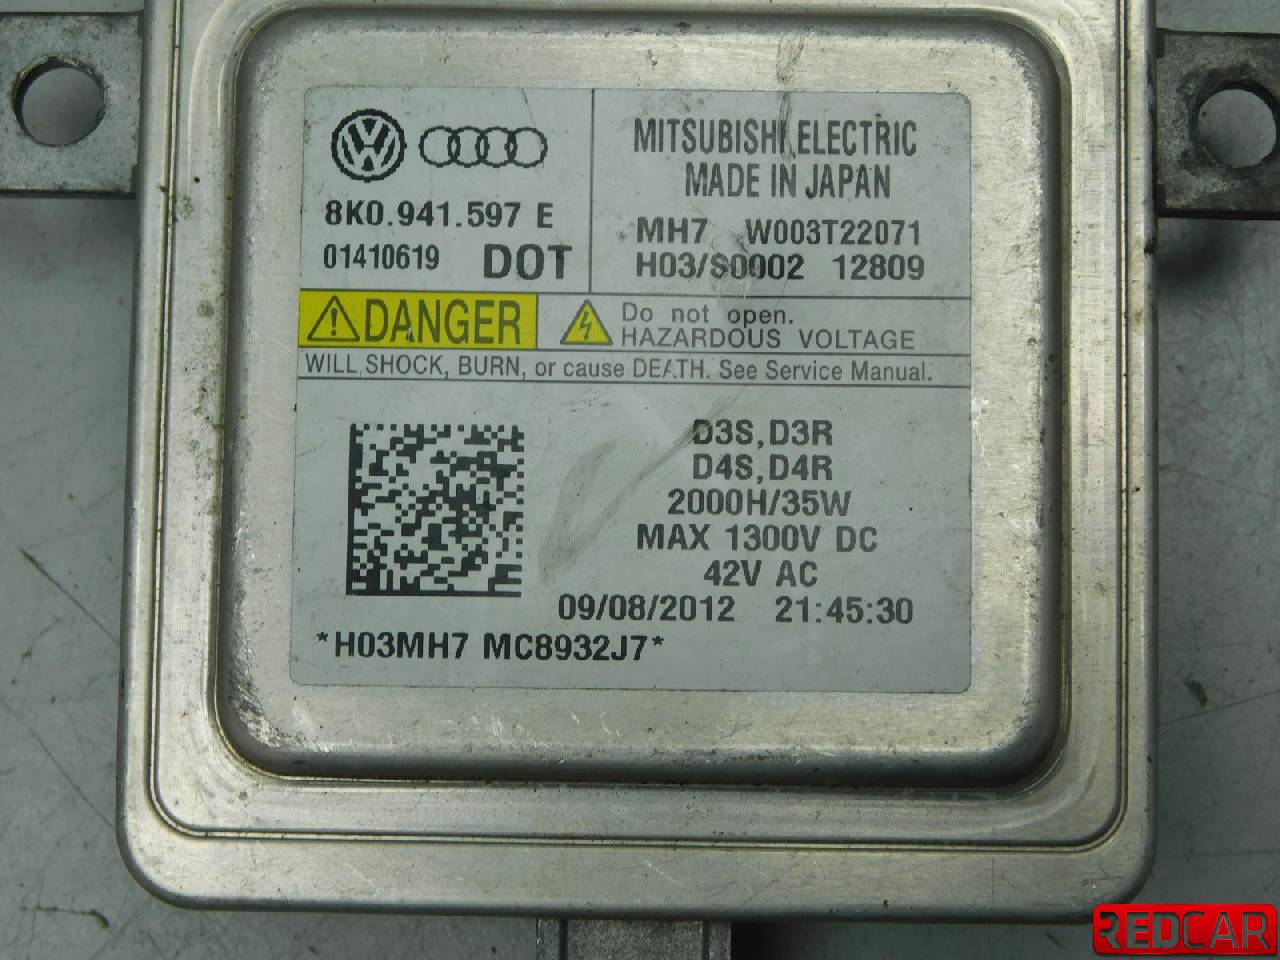 8K0.941.597 E
01410619 DOT
MITSUBISHI ELECTRIC
MADE IN JAPAN
MH7 W003T22071
H03/S0002 12809
DANGER
Do not open.
HAZARDOUS VOLTAGE
WILL SHOCK, BURN, or cause DEATH. See Service Manual.
D3S,D3R
D4S,D4R
2000H/35W
MAX 1300V DC
42V AC
09/08/2012 21:45:30
*H03MH7 MC8932J7*
REDCAR